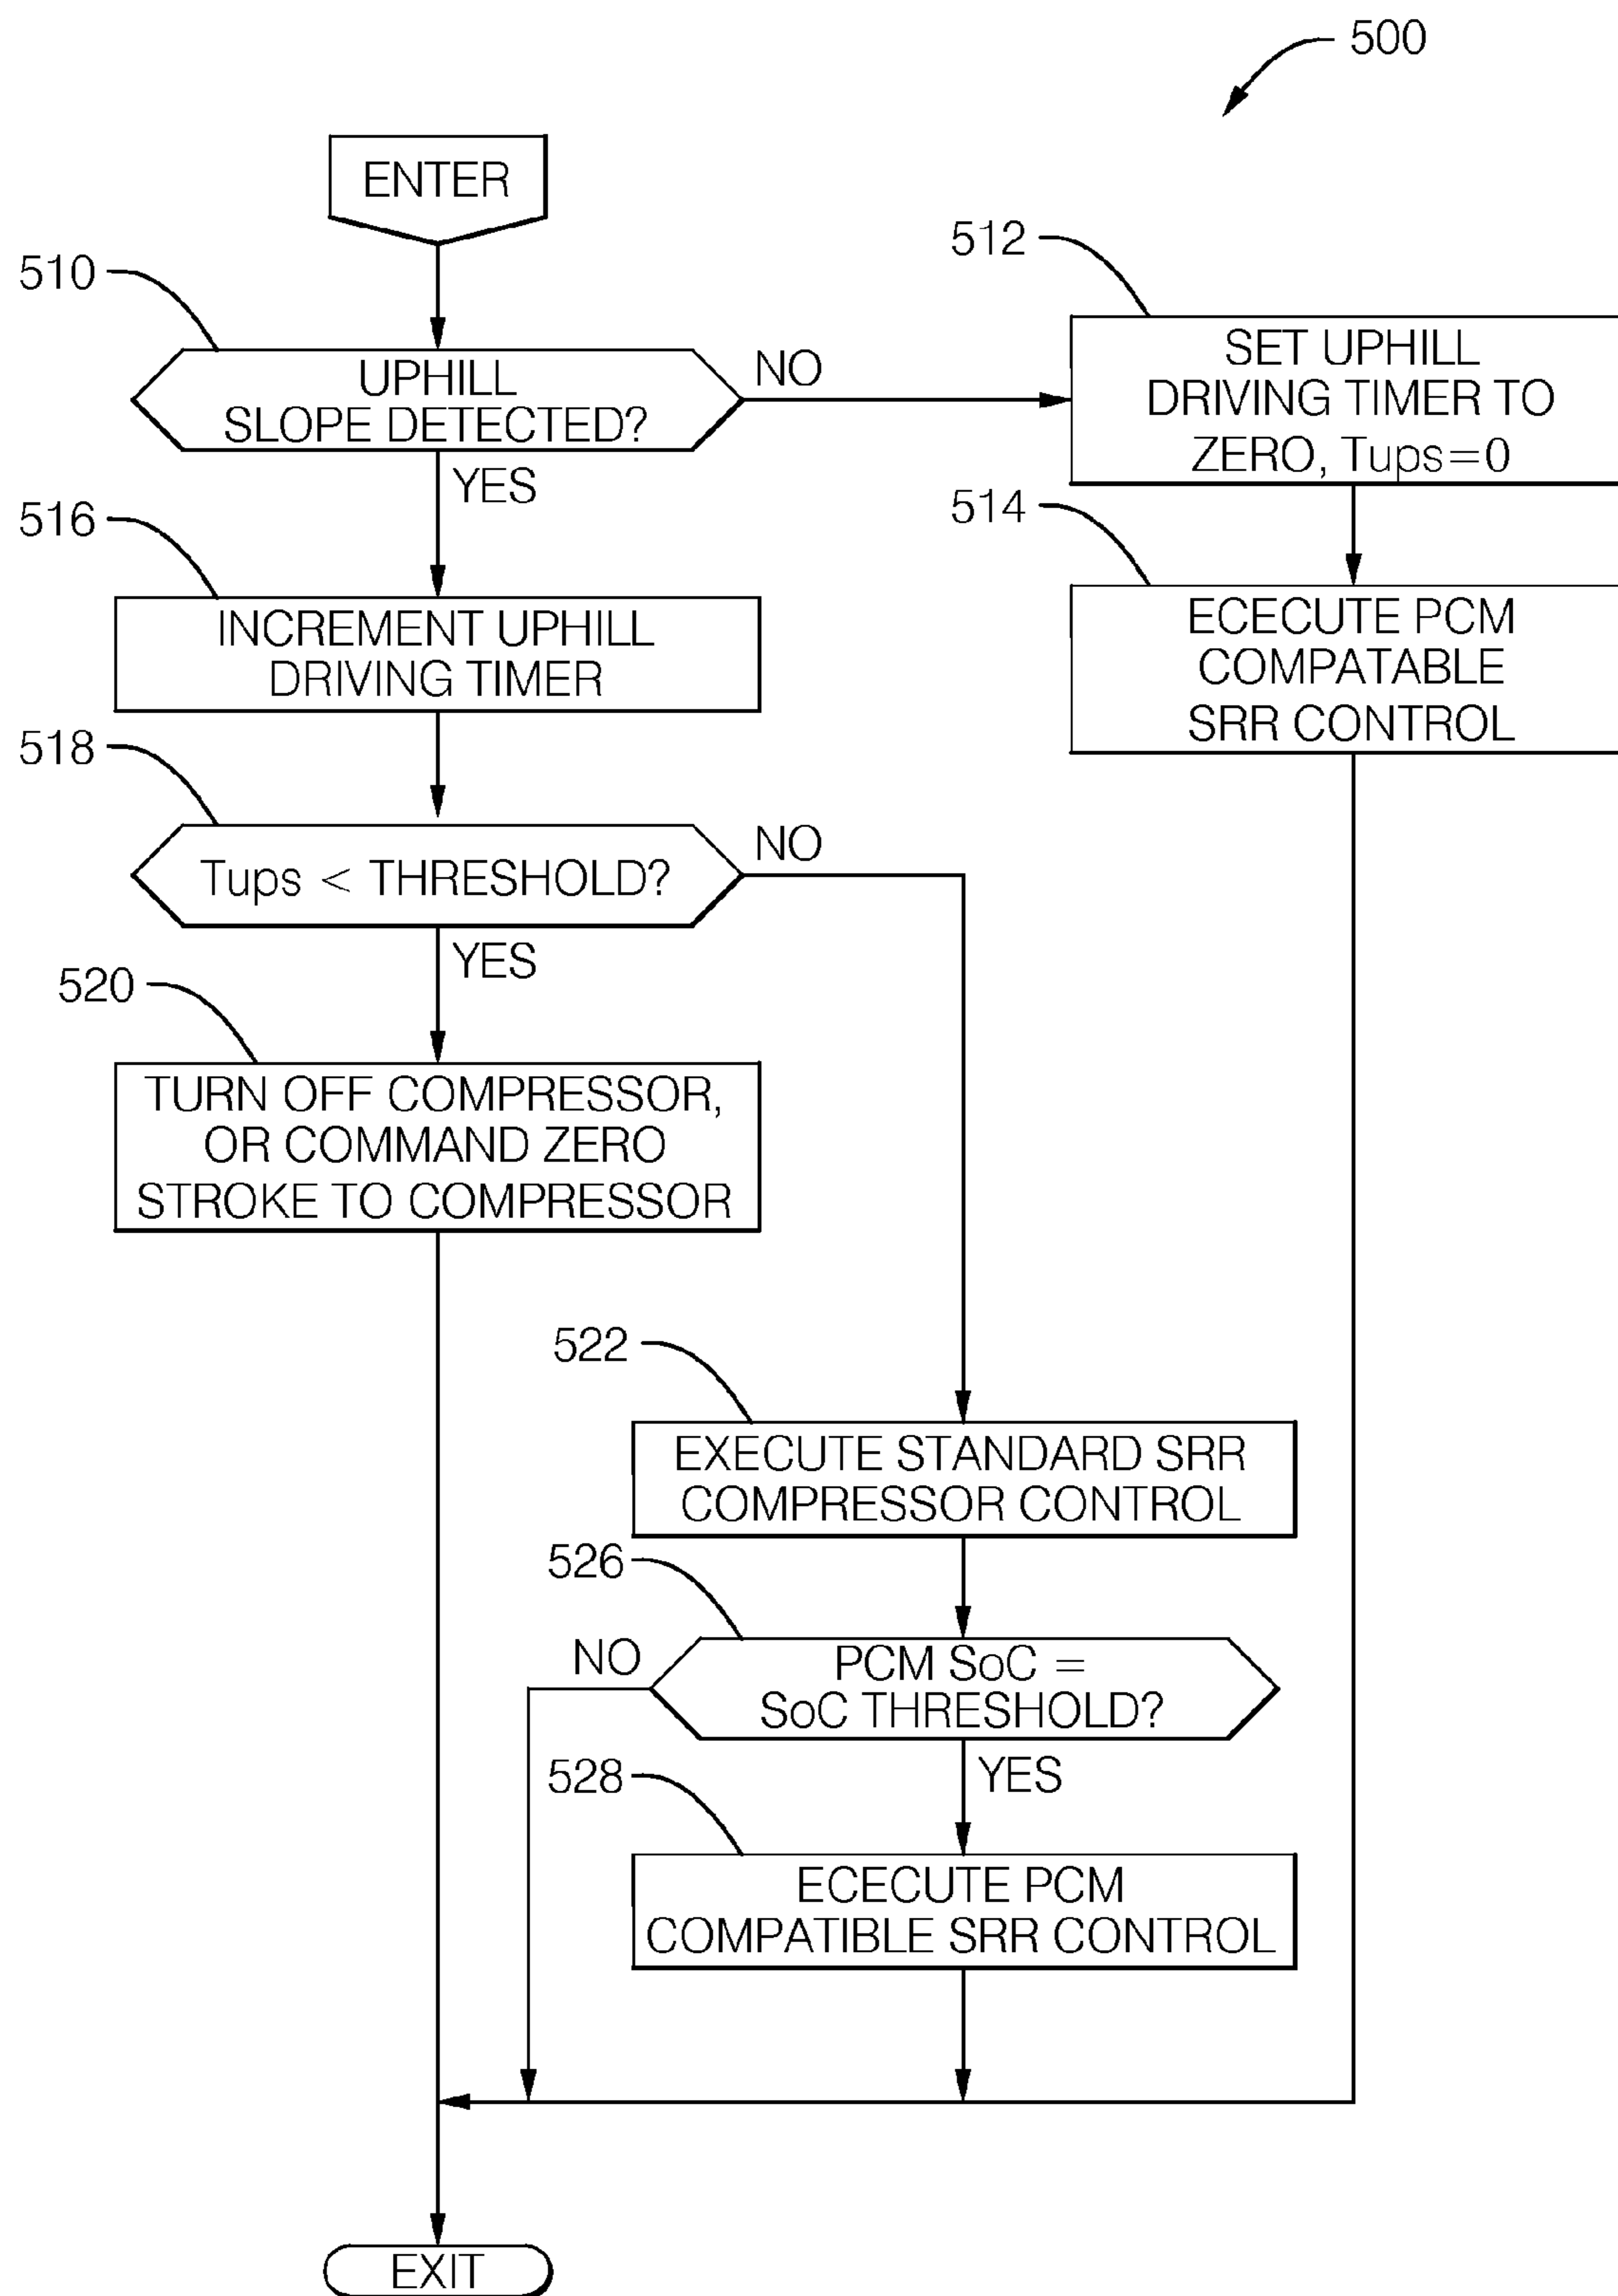 500
ENTER
510
UPHILL
SLOPE DETECTED?
NO
YES
512
SET UPHILL
DRIVING TIMER TO
ZERO, Tups=0
514
ECECUTE PCM
COMPATABLE
SRR CONTROL
516
INCREMENT UPHILL
DRIVING TIMER
518
Tups < THRESHOLD?
NO
YES
520
TURN OFF COMPRESSOR,
OR COMMAND ZERO
STROKE TO COMPRESSOR
522
EXECUTE STANDARD SRR
COMPRESSOR CONTROL
526
NO
PCM SoC =
SoC THRESHOLD?
YES
528
ECECUTE PCM
COMPATIBLE SRR CONTROL
EXIT